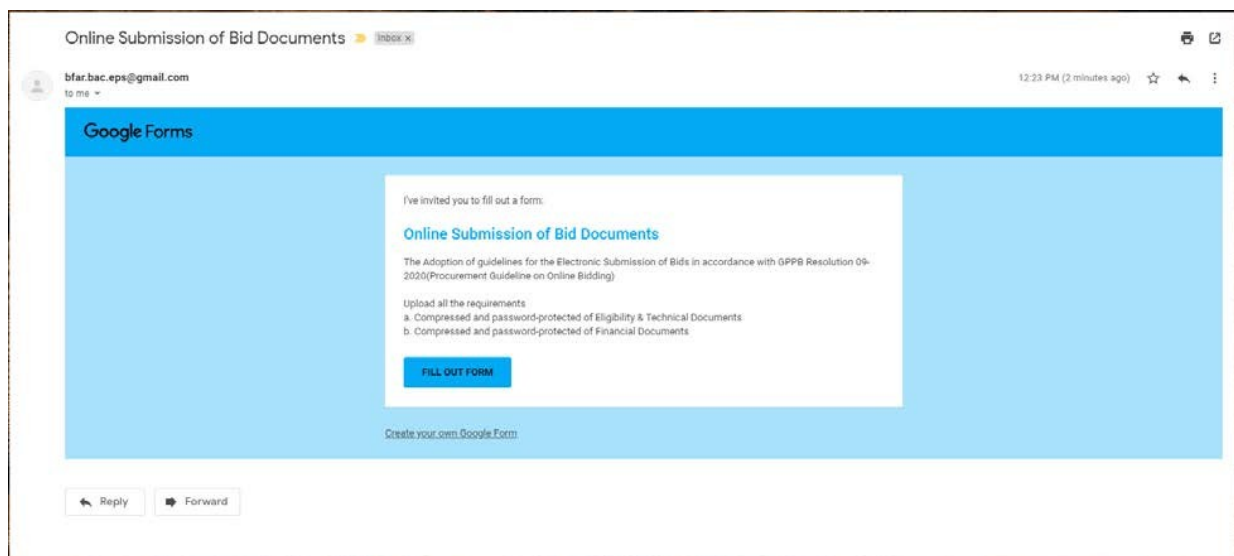 Online Submission of Bid Documents
Inbox x
bfar.bac.eps@gmail.com
12:23 PM (2 minutes ago)
to me
Google Forms
I've invited you to fill out a form:
Online Submission of Bid Documents
The Adoption of guidelines for the Electronic Submission of Bids in accordance with GPPB Resolution 09-
2020(Procurement Guideline on Online Bidding)
Upload all the requirements
a. Compressed and password-protected of Eligibility & Technical Documents
b. Compressed and password-protected of Financial Documents
FILL OUT FORM
Create your own Google Form
Reply
Forward